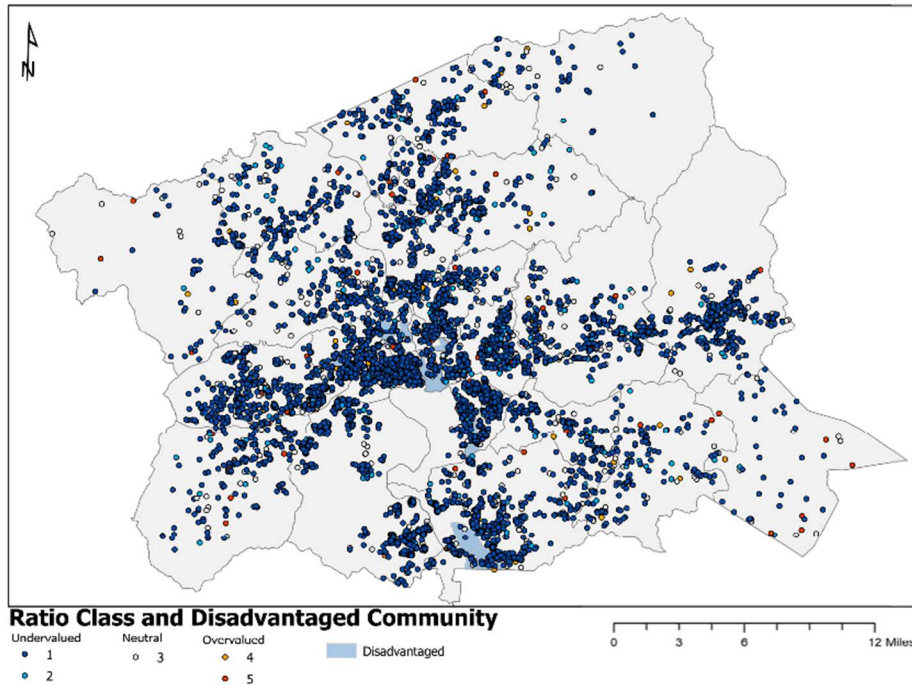 N
Ratio Class and Disadvantaged Community
Undervalued Neutral Overvalued
1 3 4 Disadvantaged
2 5
0 3 6 12 Miles